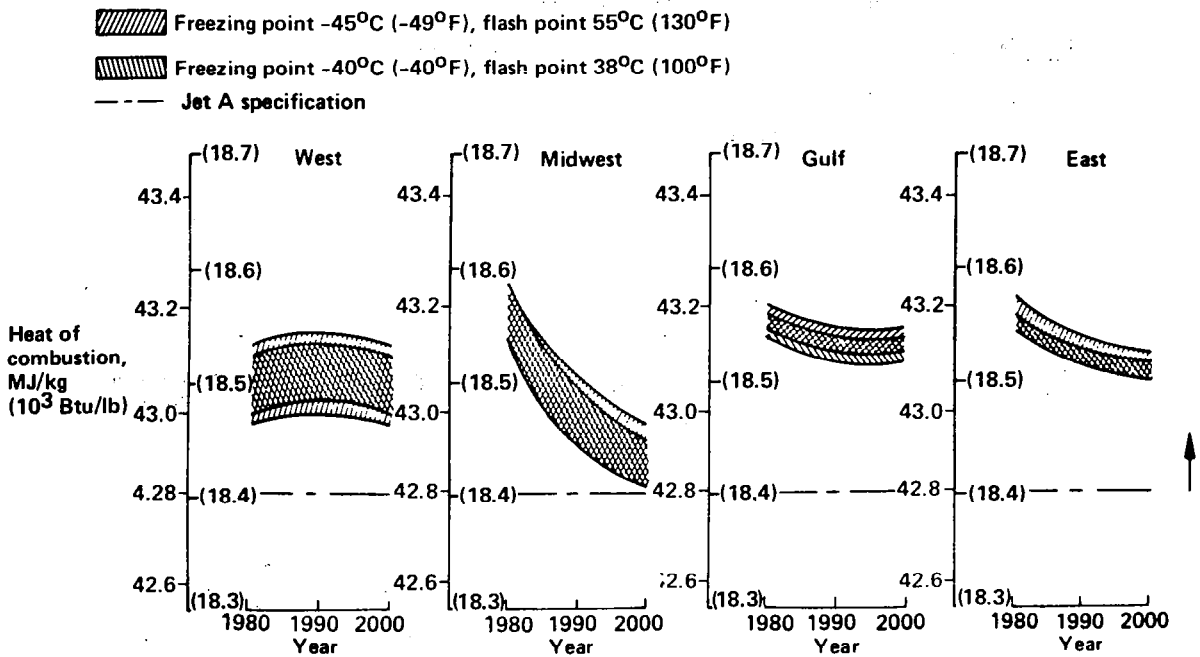 Freezing point -45°C (-49°F), flash point 55°C (130°F)
Freezing point -40°C (-40°F), flash point 38°C (100°F)
Jet A specification
Heat of
combustion,
MJ/kg
(10³ Btu/lb)
West
(18.7)
43.4
(18.6)
43.2
(18.5)
43.0
4.28
(18.4)
42.6
(18.3)
1980 1990 2000
Year
Midwest
(18.7)
43.4
(18.6)
43.2
(18.5)
43.0
42.8
(18.4)
42.6
(18.3)
1980 1990 2000
Year
Gulf
(18.7)
43.4
(18.6)
43.2
(18.5)
43.0
42.8
(18.4)
2.6
(18.3)
1980 1990 2000
Year
East
(18.7)
43.4
(18.6)
43.2
(18.5)
43.0
42.8
(18.4)
42.6
(18.3)
1980 1990 2000
Year